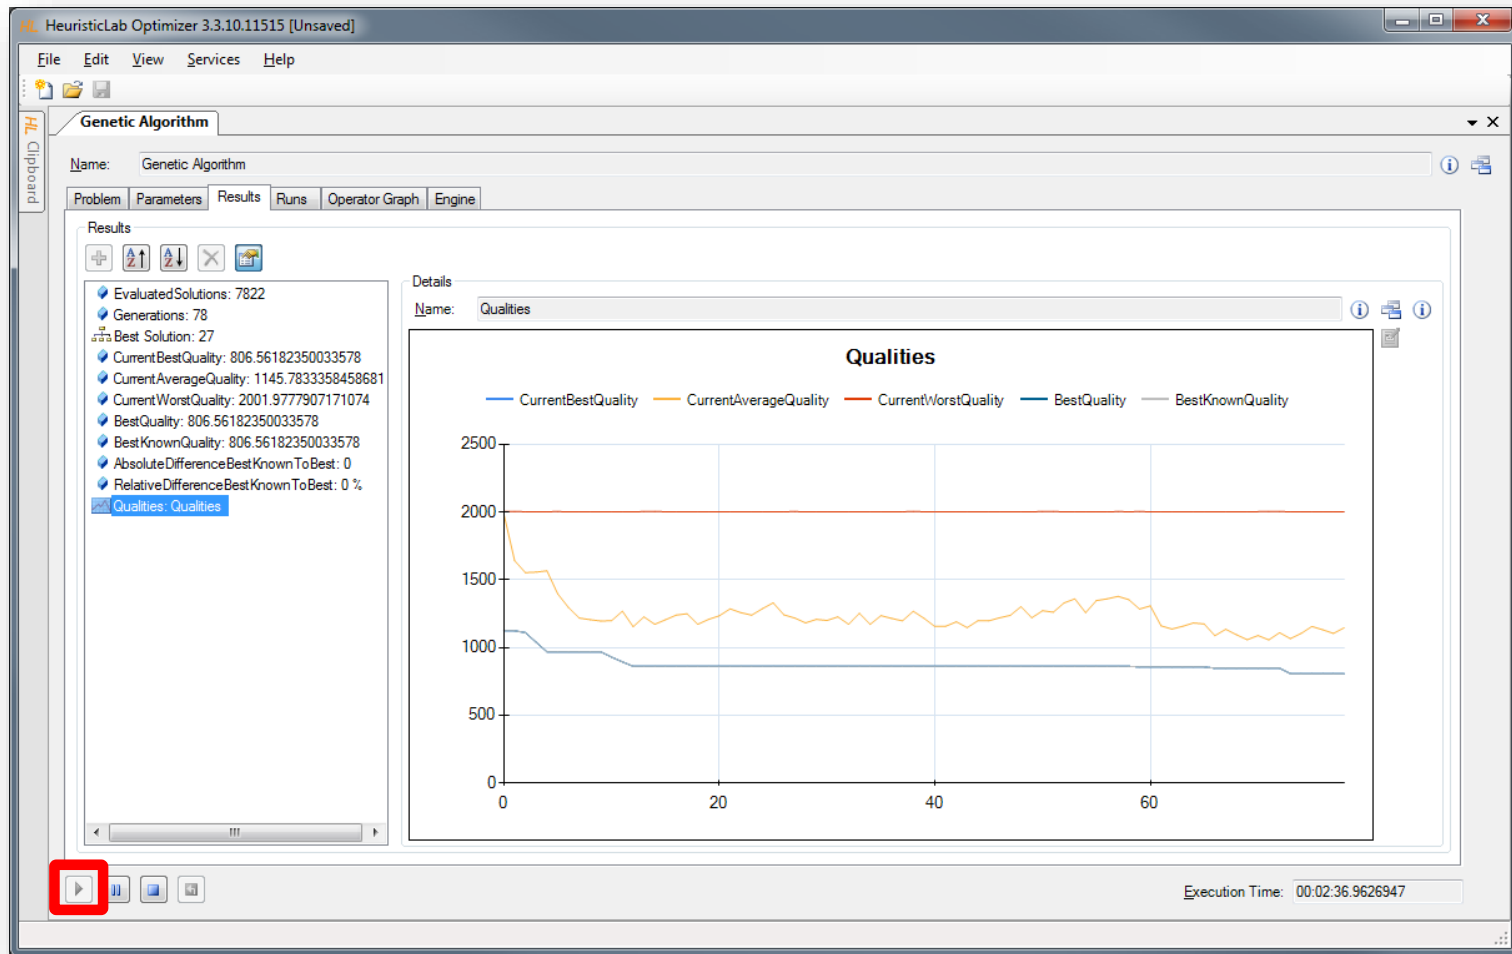 HL HeuristicLab Optimizer 3.3.10.11515 [Unsaved]
File Edit View Services Help
HL Clipboard
Genetic Algorithm
Name: Genetic Algorithm
Problem Parameters Results Runs Operator Graph Engine
Results
EvaluatedSolutions: 7822
Generations: 78
Best Solution: 27
CurrentBestQuality: 806.56182350033578
CurrentAverageQuality: 1145.7833358458681
CurrentWorstQuality: 2001.9777907171074
BestQuality: 806.56182350033578
BestKnownQuality: 806.56182350033578
AbsoluteDifferenceBestKnownToBest: 0
RelativeDifferenceBestKnownToBest: 0 %
Qualities: Qualities
Details
Name: Qualities
Qualities
CurrentBestQuality CurrentAverageQuality CurrentWorstQuality BestQuality BestKnownQuality
2500
2000
1500
1000
500
0
0 20 40 60
Execution Time: 00:02:36.9626947